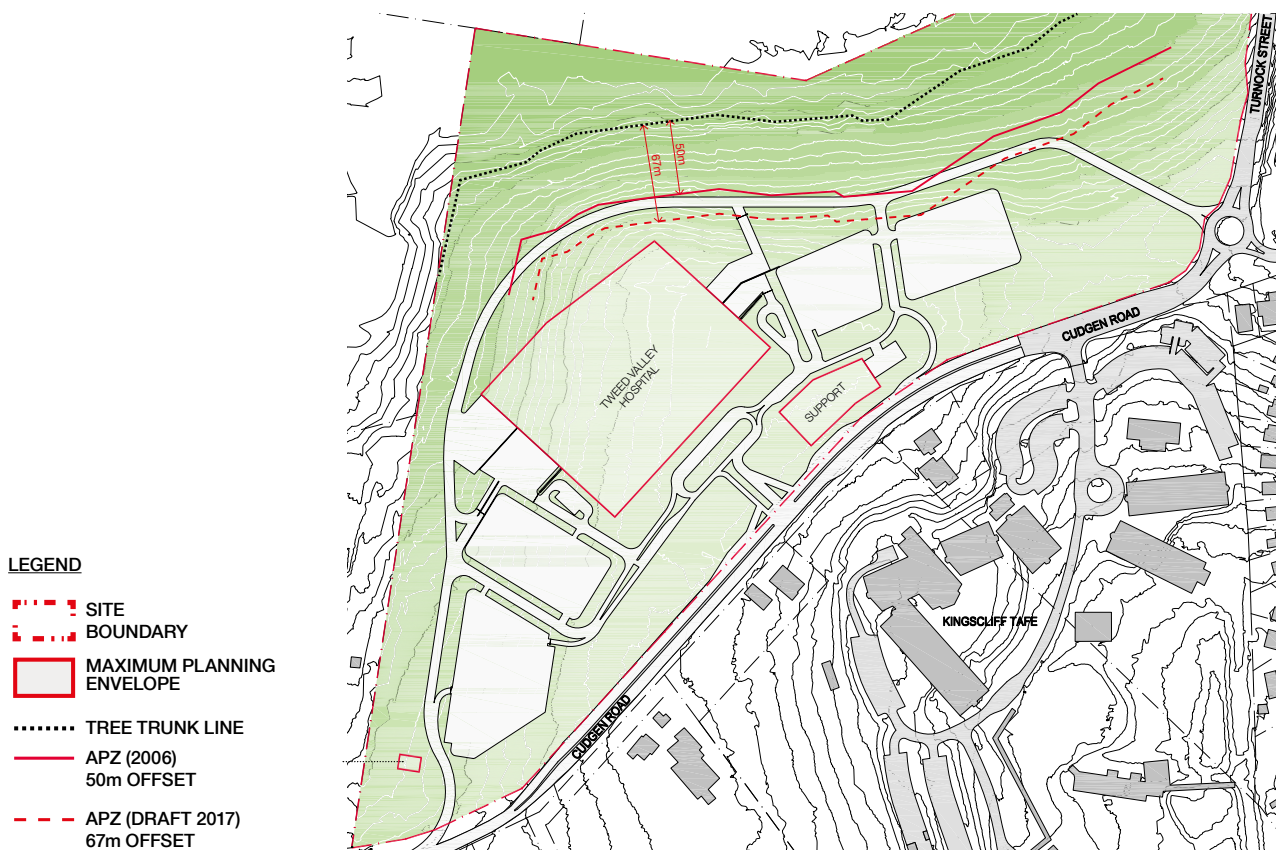 TURNOCK STREET
50m
67m
CUDGEN ROAD
TWEED VALLEY
HOSPITAL
SUPPORT
KINGSCLIFF TAFE
CUDGEN ROAD
LEGEND
SITE
BOUNDARY
MAXIMUM PLANNING
ENVELOPE
TREE TRUNK LINE
APZ (2006)
50m OFFSET
APZ (DRAFT 2017)
67m OFFSET